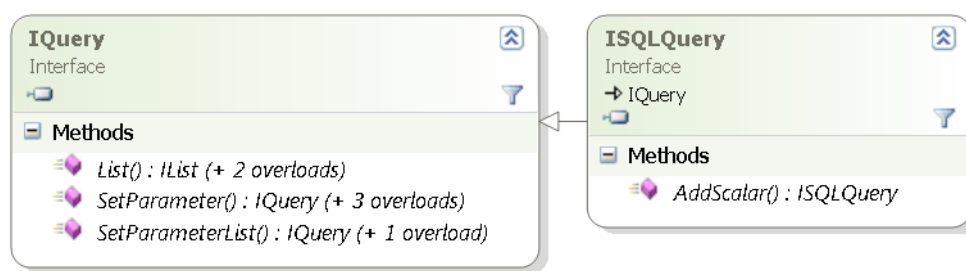 IQuery
Interface
Methods
List() : IList (+ 2 overloads)
SetParameter() : IQuery (+ 3 overloads)
SetParameterList() : IQuery (+ 1 overload)
ISQLQuery
Interface
IQuery
Methods
AddScalar() : ISQLQuery